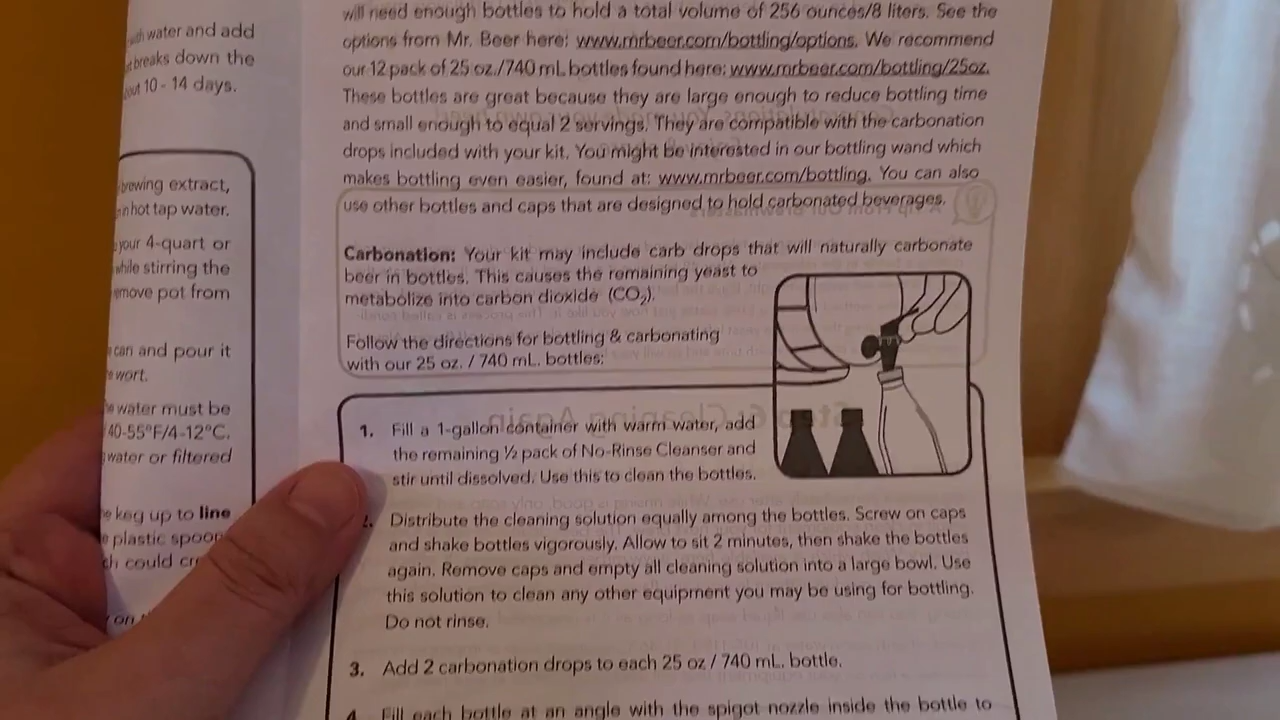 water and add
breaks down the
10 - 14 days.
brewing extract,
hot tap water.
your 4-quart or
while stirring the
remove pot from
can and pour it
wort.
water must be
40-55°F/4-12°C.
water or filtered
keg up to line
plastic spoon
could
on
will need enough bottles to hold a total volume of 256 ounces/8 liters. See the
options from Mr. Beer here: www.mrbeer.com/bottling/options. We recommend
our 12 pack of 25 oz./740 mL bottles found here: www.mrbeer.com/bottling/25oz.
These bottles are great because they are large enough to reduce bottling time
and small enough to equal 2 servings. They are compatible with the carbonation
drops included with your kit. You might be interested in our bottling wand which
makes bottling even easier, found at: www.mrbeer.com/bottling. You can also
use other bottles and caps that are designed to hold carbonated beverages.
Carbonation: Your kit may include carb drops that will naturally carbonate
beer in bottles. This causes the remaining yeast to
metabolize into carbon dioxide (CO₂).
Follow the directions for bottling & carbonating
with our 25 oz. / 740 mL. bottles:
1. Fill a 1-gallon container with warm water, add
the remaining ½ pack of No-Rinse Cleanser and
stir until dissolved. Use this to clean the bottles.
2. Distribute the cleaning solution equally among the bottles. Screw on caps
and shake bottles vigorously. Allow to sit 2 minutes, then shake the bottles
again. Remove caps and empty all cleaning solution into a large bowl. Use
this solution to clean any other equipment you may be using for bottling.
Do not rinse.
3. Add 2 carbonation drops to each 25 oz / 740 mL. bottle.
4. Fill each bottle at an angle with the spigot nozzle inside the bottle to